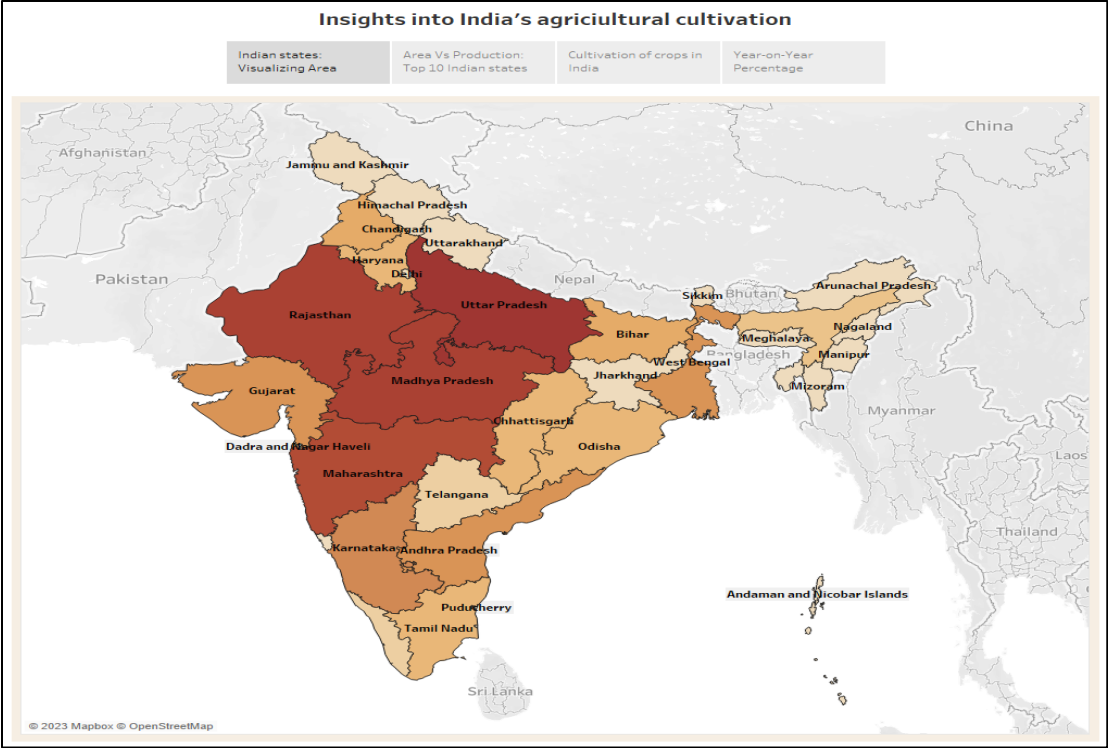 Insights into India's agriciultural cultivation
Indian states:
Visualizing Area
Area Vs Production:
Top 10 Indian states
Cultivation of crops in
India
Year-on-Year
Percentage
China
Afghanistan
Jammu and Kashmir
Himachal Pradesh
Chandigarh
Uttarakhand
Haryana
Delhi
Pakistan
Nepal
Arunachal Pradesh
Sikkim
Bhutan
Uttar Pradesh
Rajasthan
Nagaland
Bihar
Meghalaya
Manipur
Bangladesh
West Bengal
Jharkhand
Madhya Pradesh
Mizoram
Gujarat
Myanmar
Chhattisgarh
Dadra and Nagar Haveli
Odisha
Laos
Maharashtra
Telangana
Thailand
Karnataka
Andhra Pradesh
Andaman and Nicobar Islands
Puducherry
Tamil Nadu
Sri Lanka
© 2023 Mapbox © OpenStreetMap